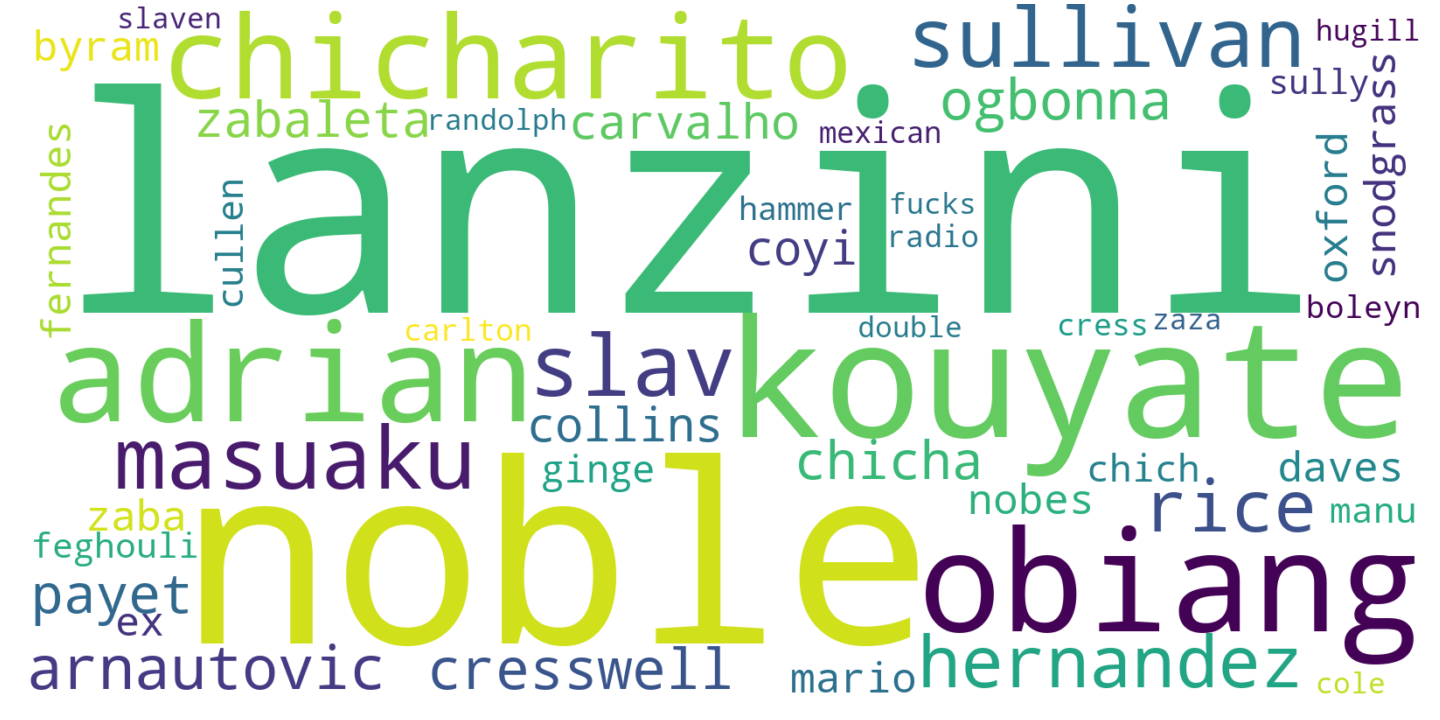 slaven
byram
chicharito
sullivan
hugill
sully
snodgrass
zabaleta
randolph
carvalho
mexican
ogbonna
fernandes
cullen
lanzini
hammer
fucks
coyi
radio
oxford
boleyn
carlton
double
cress
zaza
adrian
slav
kouyate
collins
masuaku
ginge
chicha
chich
daves
zaba
noble
nobes
rice
manu
feghouli
payet
ex
obiang
arnautovic
cresswell
mario
hernandez
cole